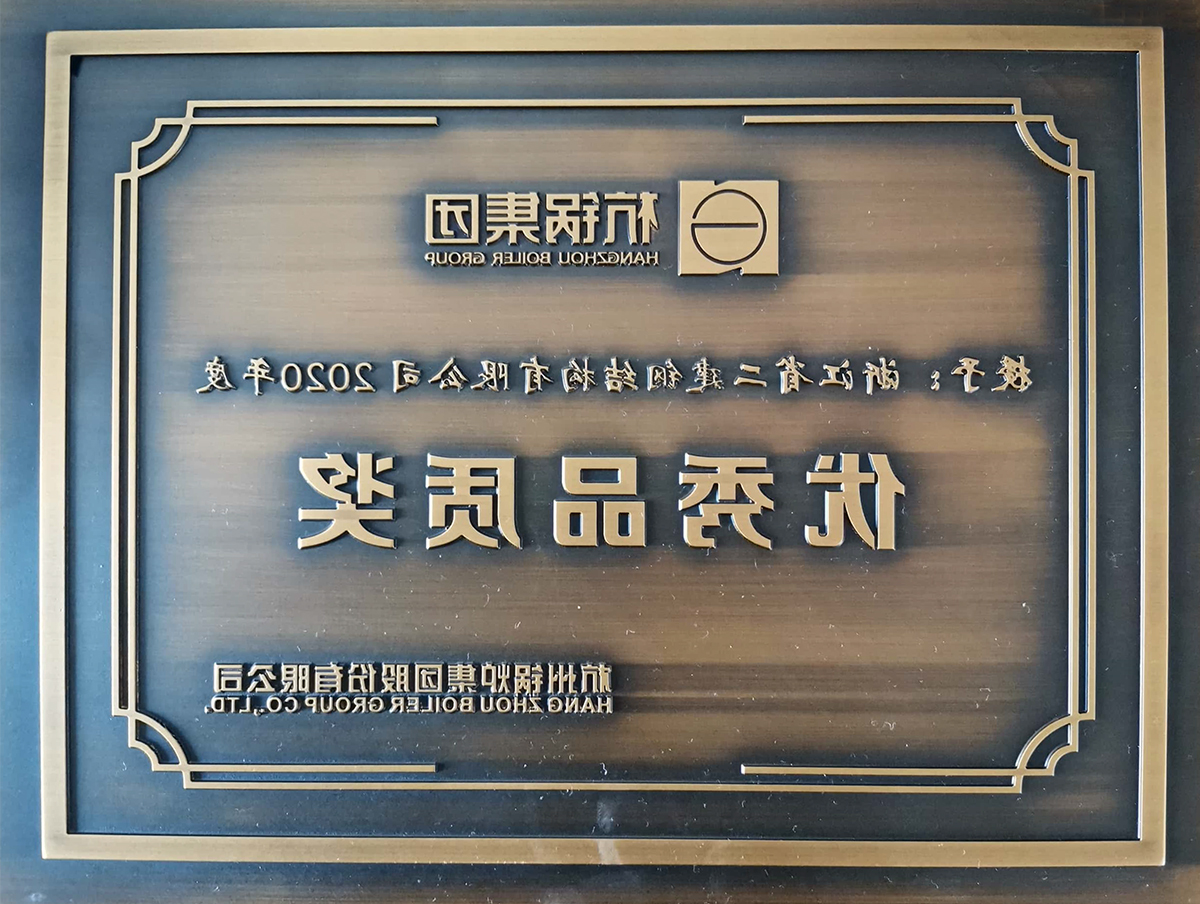 杭锅集团
HANGZHOU BOILER GROUP
授予：浙江省二建钢结构有限公司2020年度
优秀品质奖
杭州锅炉集团股份有限公司
HANG ZHOU BOILER GROUP CO.,LTD.